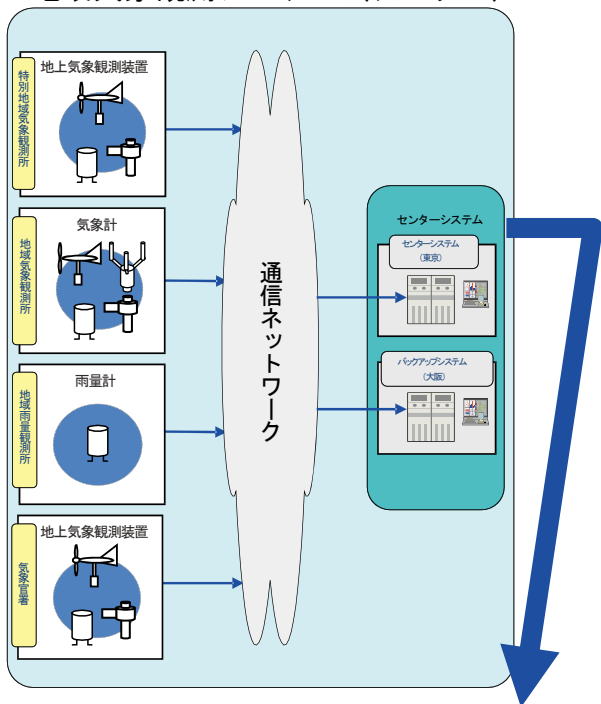 特別地域気象観測所
地上気象観測装置
地域気象観測所
気象計
地域雨量観測所
雨量計
気象官署
地上気象観測装置
通信ネットワーク
センターシステム
センターシステム
(東京)
バックアップシステム
(大阪)